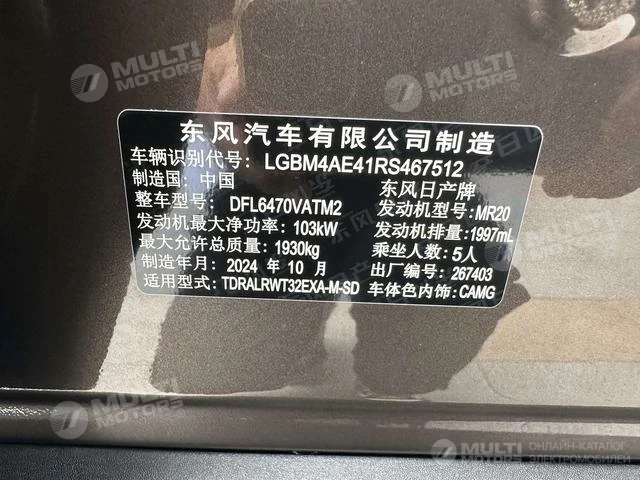 MULTI MOTORS
MULTI MOTORS
东风汽车有限公司制造
车辆识别代号: LGBM4AE41RS467512
制造国: 中国 东风日产牌
整车型号: DFL6470VATM2 发动机型号: MR20
发动机最大净功率: 103kW 发动机排量: 1997mL
最大允许总质量: 1930kg 乘坐人数: 5人
制造年月: 2024 年 10 月 出厂编号: 267403
适用型号: TDRALRWT32EXA-M-SD 车体色内饰: CAMG
MULTI MOTORS
MULTI MOTORS
ОНЛАЙН-КАТАЛОГ
ЭЛЕКТРОМОБИЛЕЙ